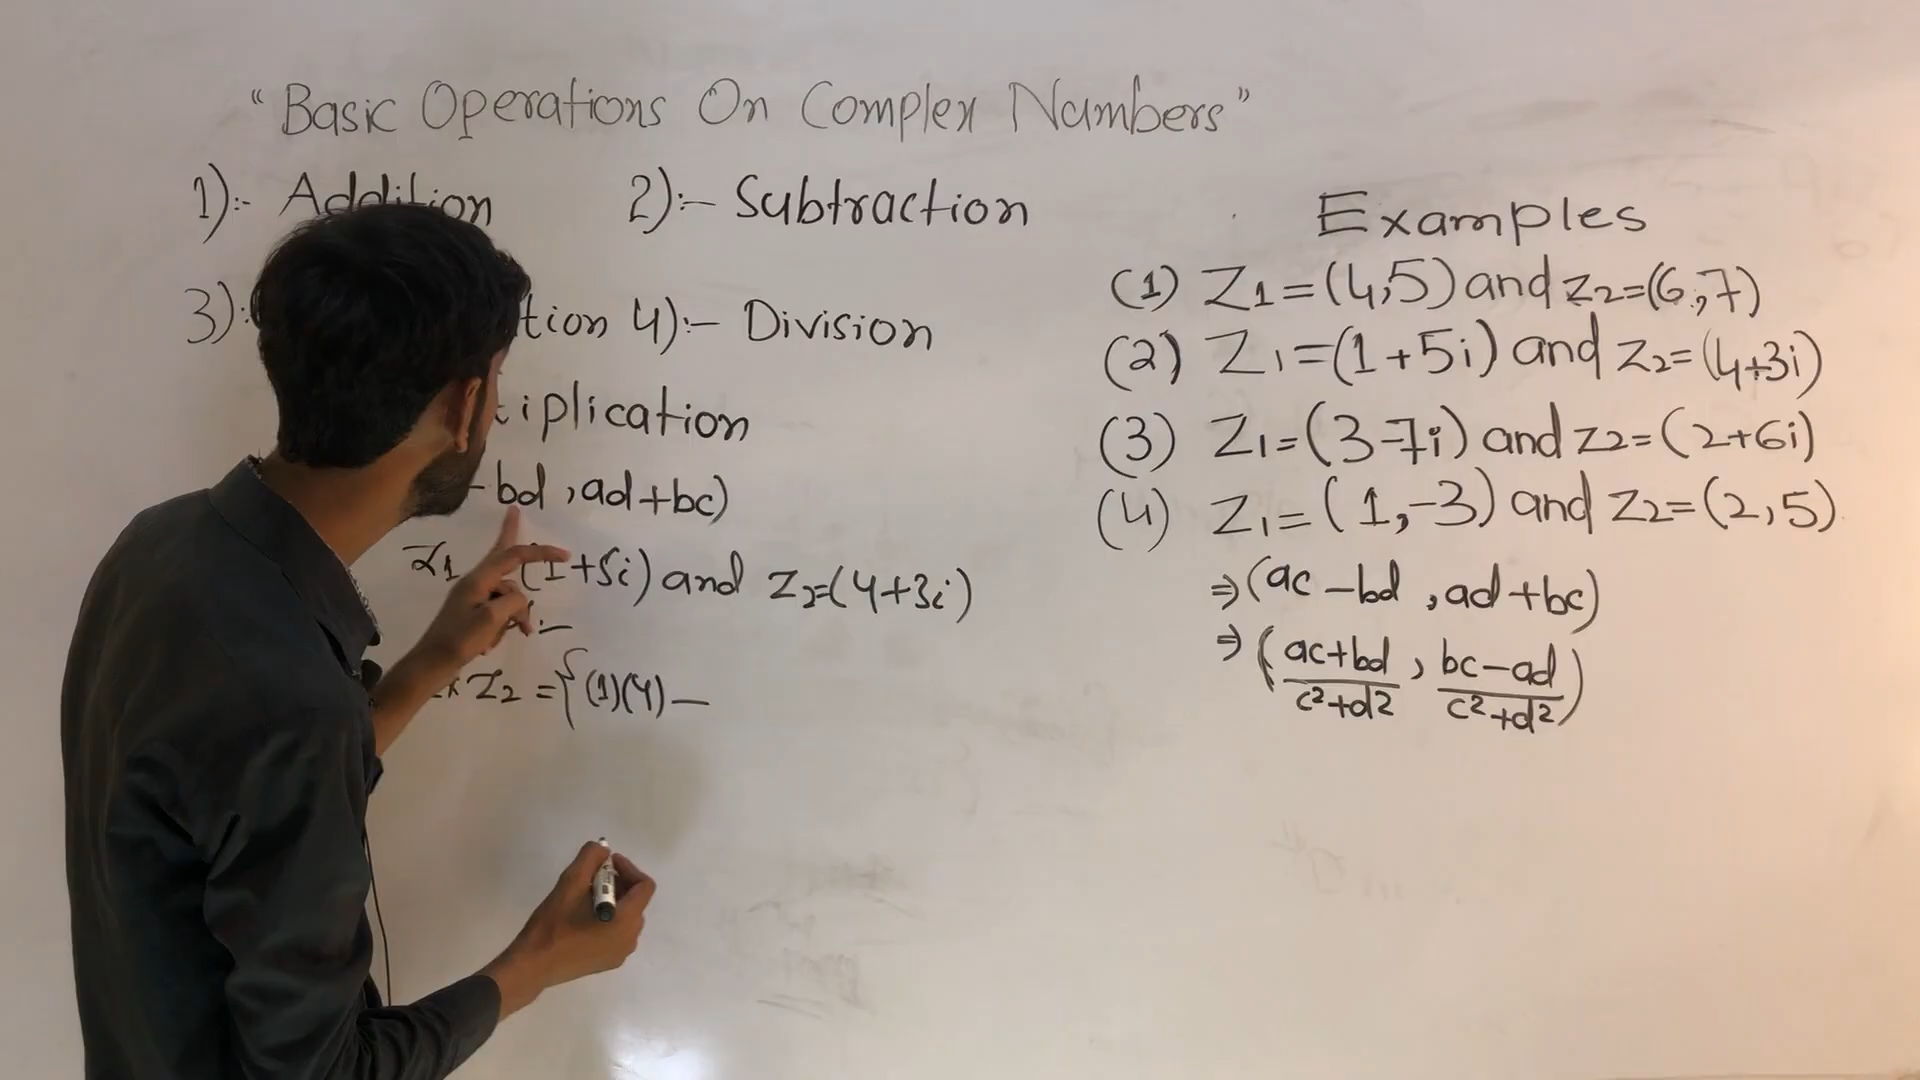 “Basic Operations On Complex Numbers”
1):- Addition 2):- Subtraction
3): tion 4):- Division
iplication
-bd , ad+bc)
Z1 (1+5i) and Z2=(4+3i)
:-
x Z2 = { (1)(4) -
Examples
(1) Z1=(4,5) and Z2=(6,7)
(2) Z1=(1+5i) and Z2=(4+3i)
(3) Z1=(3-7i) and Z2=(2+6i)
(4) Z1=(1,-3) and Z2=(2,5)
⇒(ac-bd , ad+bc)
⇒(ac+bd/c²+d² , bc-ad/c²+d²)